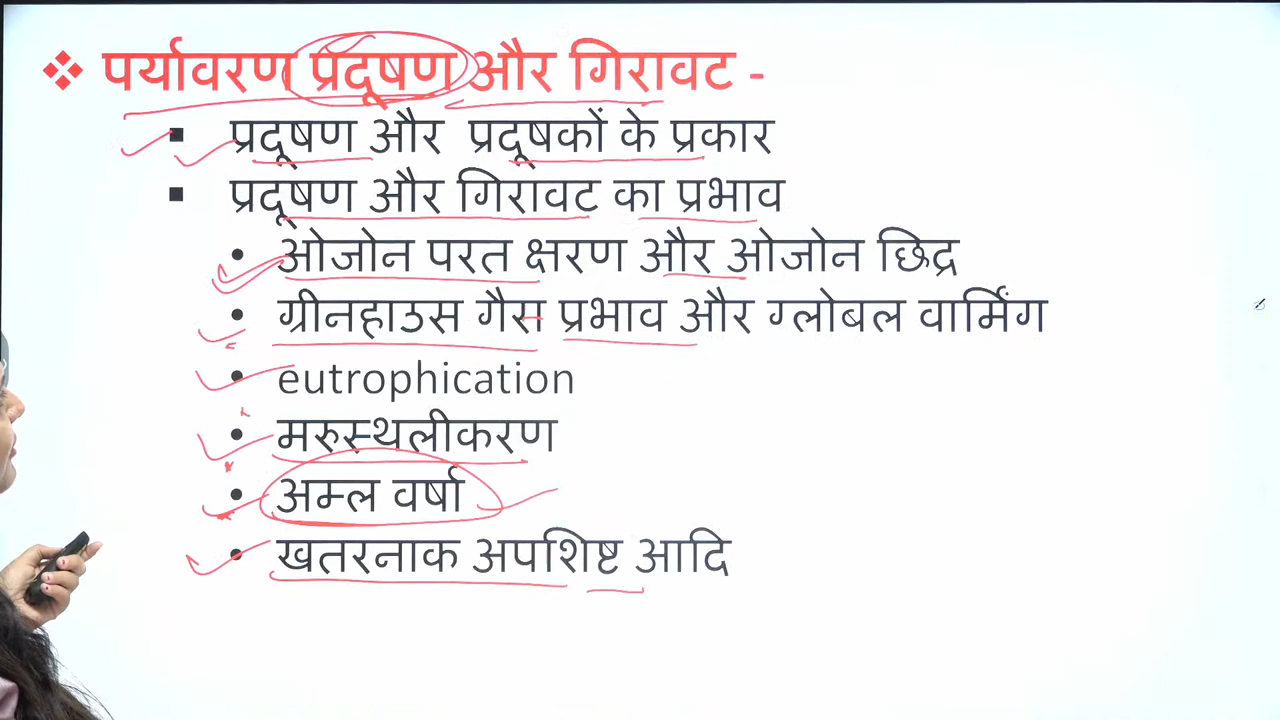 ❖ पर्यावरण प्रदूषण और गिरावट -
▪ प्रदूषण और प्रदूषकों के प्रकार
▪ प्रदूषण और गिरावट का प्रभाव
• ओजोन परत क्षरण और ओजोन छिद्र
• ग्रीनहाउस गैस प्रभाव और ग्लोबल वार्मिंग
• eutrophication
• मरुस्थलीकरण
• अम्ल वर्षा
• खतरनाक अपशिष्ट आदि